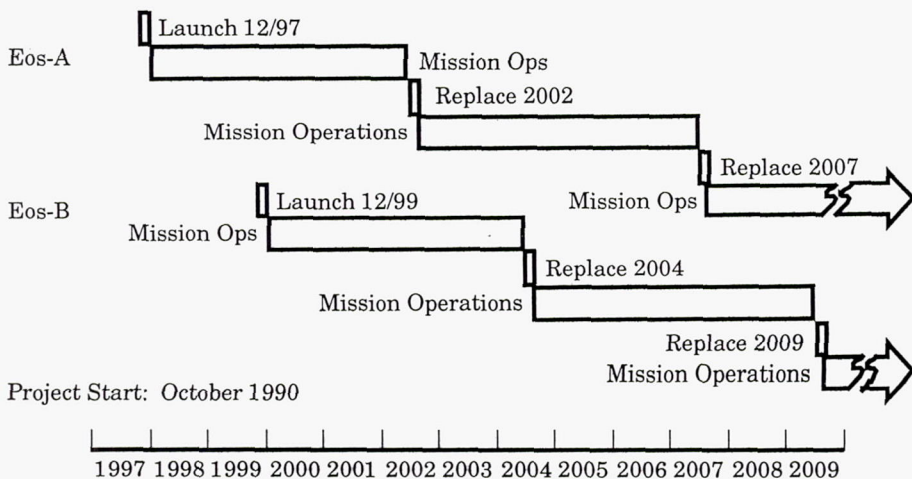 Launch 12/97
Eos-A
Mission Ops
Replace 2002
Mission Operations
Replace 2007
Mission Ops
Launch 12/99
Eos-B
Mission Ops
Replace 2004
Mission Operations
Replace 2009
Mission Operations
Project Start: October 1990
1997 1998 1999 2000 2001 2002 2003 2004 2005 2006 2007 2008 2009